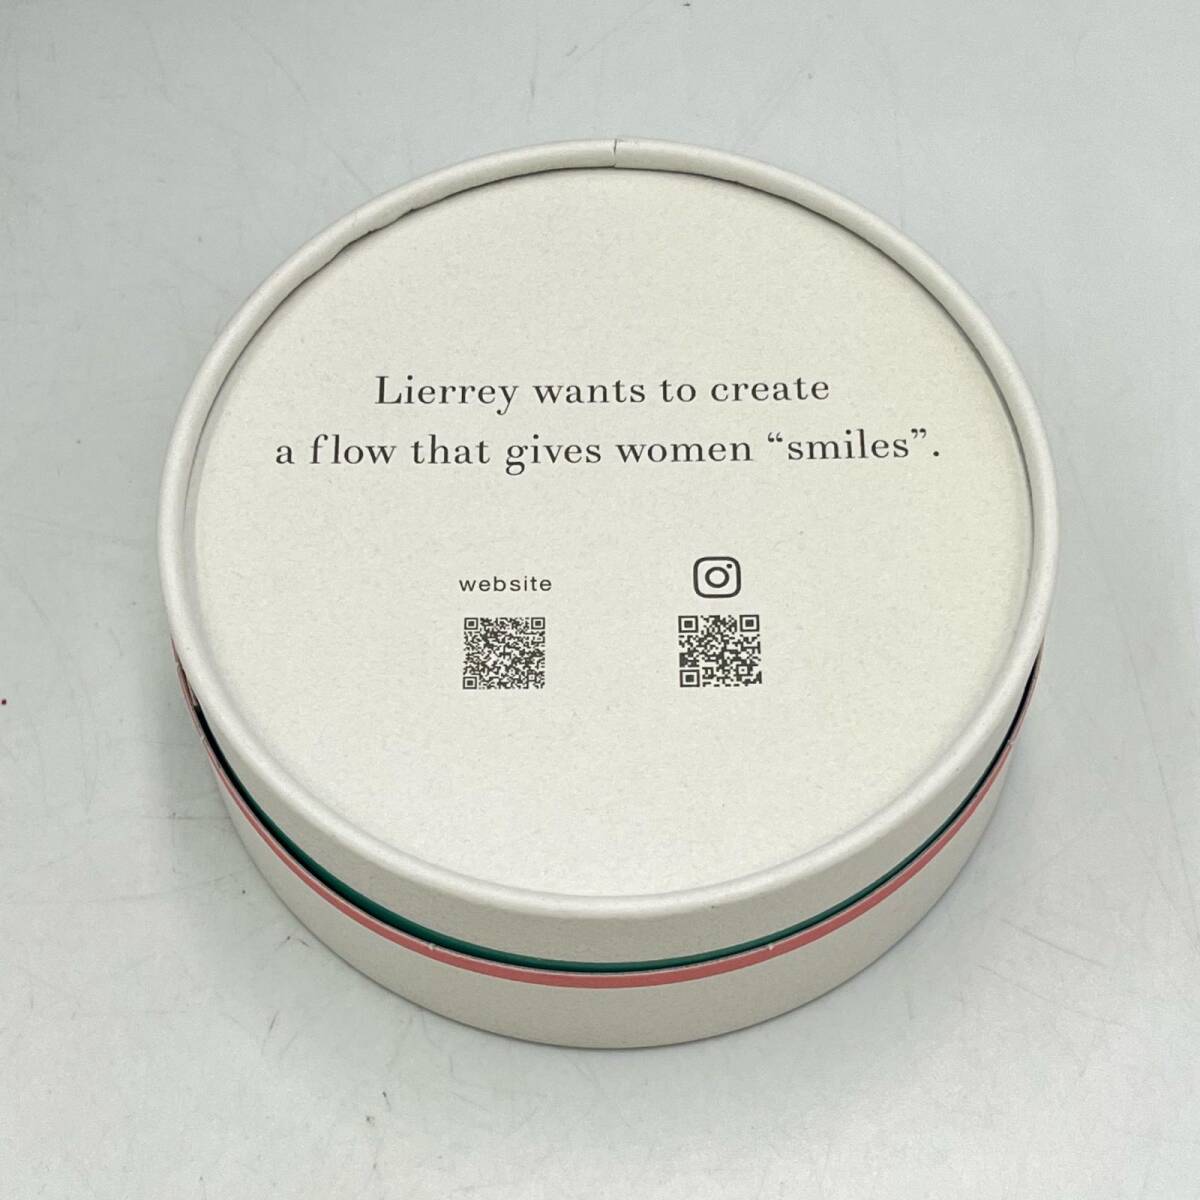 Lierrey wants to create
a flow that gives women “smiles”.
website